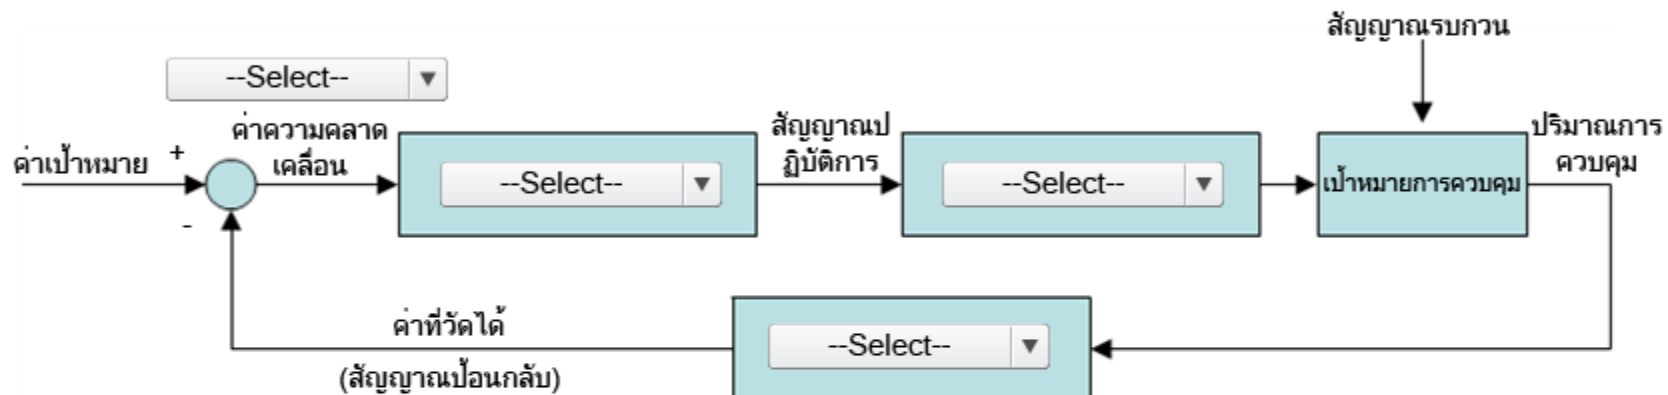 สัญญาณรบกวน
--Select--
ค่าความคลาด
เคลื่อน
สัญญาณป
ฏิบัติการ
ปริมาณการ
ควบคุม
ค่าเป้าหมาย
+
-
--Select--
--Select--
เป้าหมายการควบคุม
ค่าที่วัดได้
(สัญญาณป้อนกลับ)
--Select--